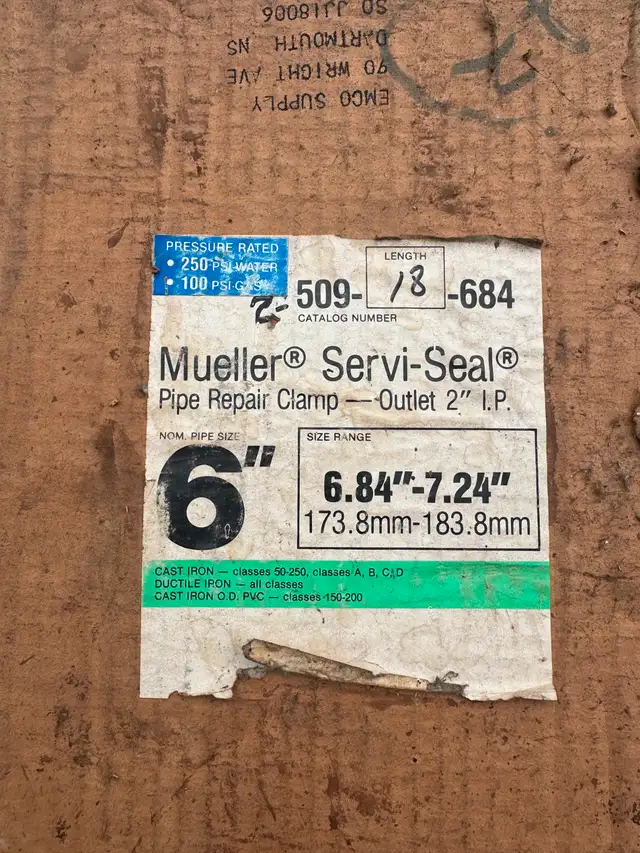 EMCO SUPPLY
90 WRIGHT AVE
DARTMOUTH NS
SO JJ18006
PRESSURE RATED
• 250 PSI-WATER
• 100 PSI-GAS
LENGTH
2-509-18-684
CATALOG NUMBER
Mueller® Servi-Seal®
Pipe Repair Clamp — Outlet 2" I.P.
NOM. PIPE SIZE
6"
SIZE RANGE
6.84"-7.24"
173.8mm-183.8mm
CAST IRON — classes 50-250, classes A, B, C, D
DUCTILE IRON — all classes
CAST IRON O.D. PVC — classes 150-200